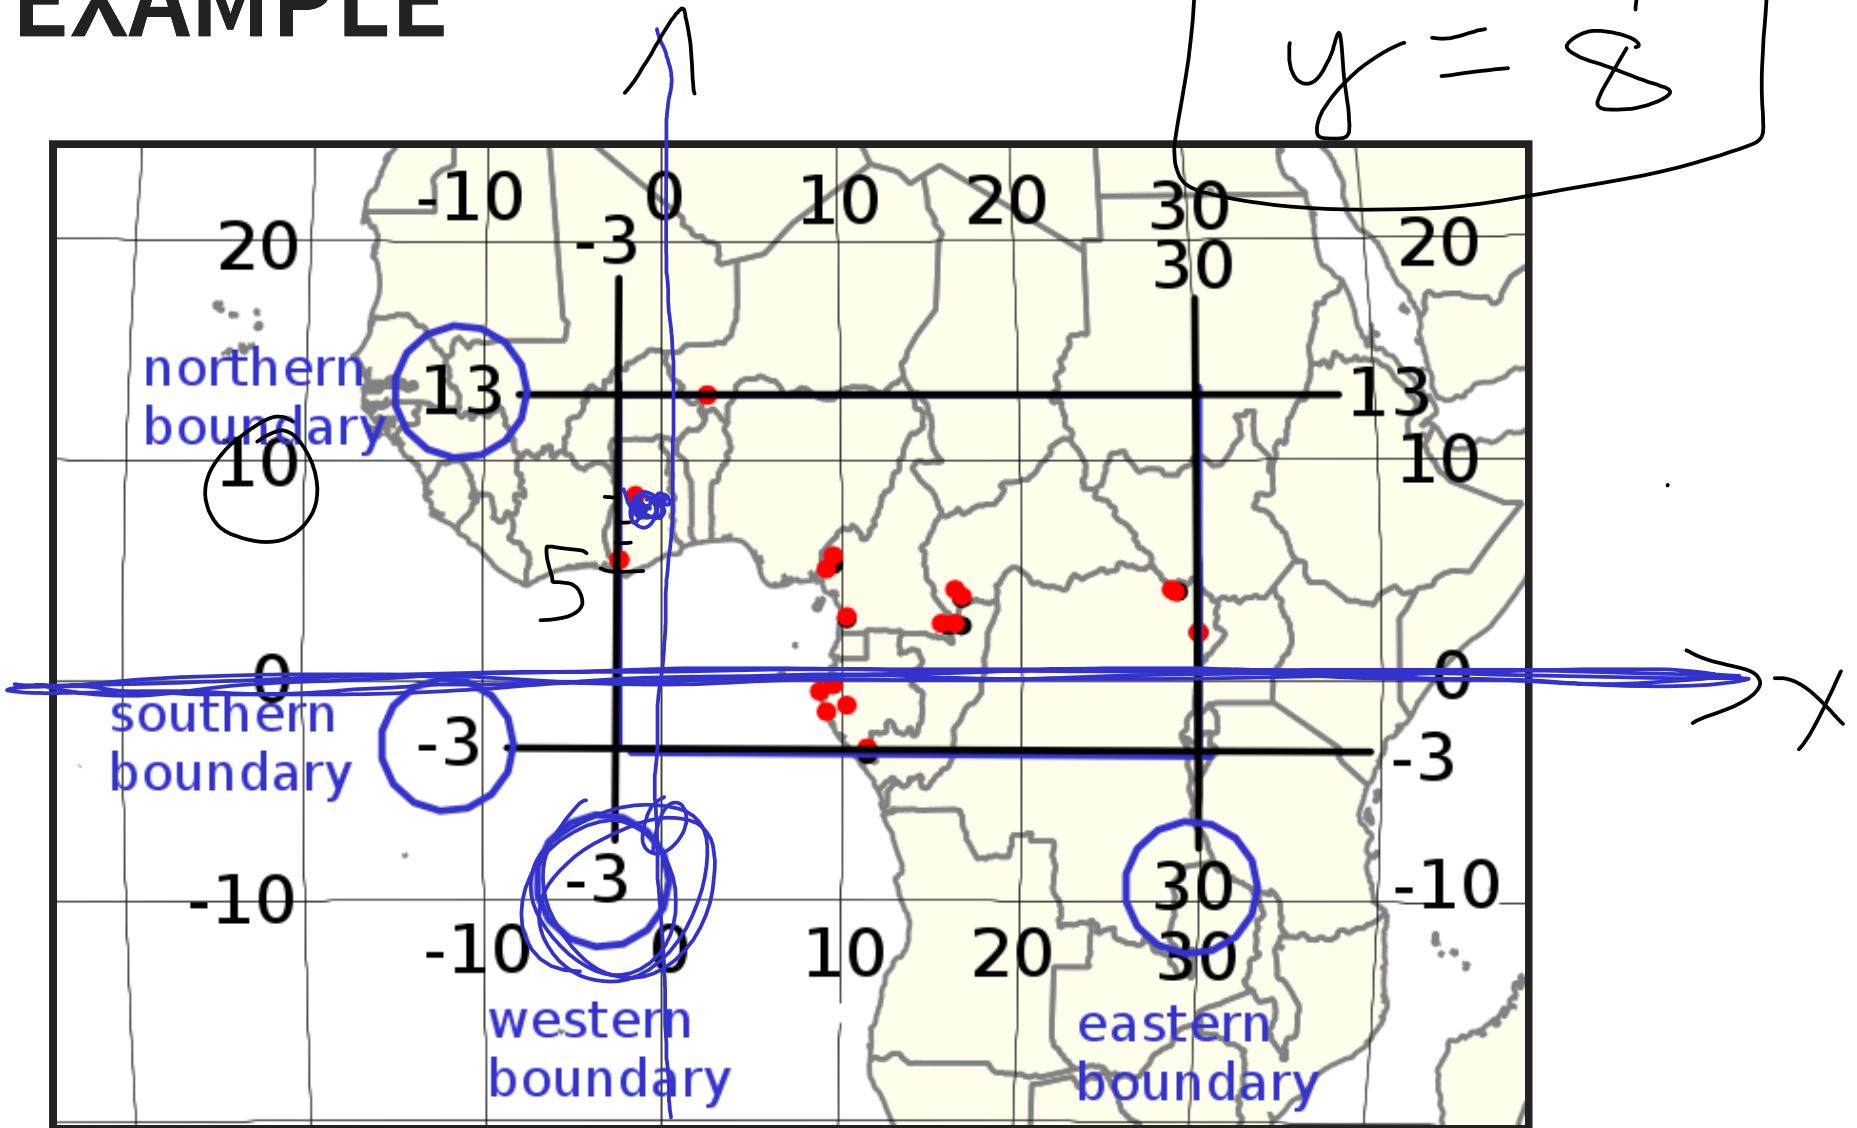 EXAMPLE
y = 8
-10 0 10 20 30
20 -3 30 20
northern
boundary
13 13
10 10
5
0 0
x
southern
boundary
-3 -3
-3 30
-10 -10
-10 0 10 20 30
western
boundary
eastern
boundary